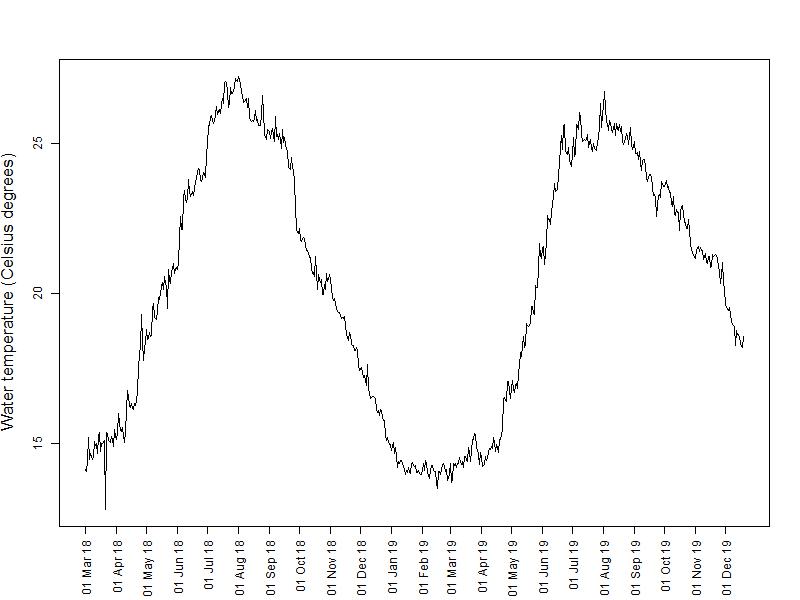 Water temperature (Celsius degrees)
25
20
15
01 Mar 18
01 Apr 18
01 May 18
01 Jun 18
01 Jul 18
01 Aug 18
01 Sep 18
01 Oct 18
01 Nov 18
01 Dec 18
01 Jan 19
01 Feb 19
01 Mar 19
01 Apr 19
01 May 19
01 Jun 19
01 Jul 19
01 Aug 19
01 Sep 19
01 Oct 19
01 Nov 19
01 Dec 19